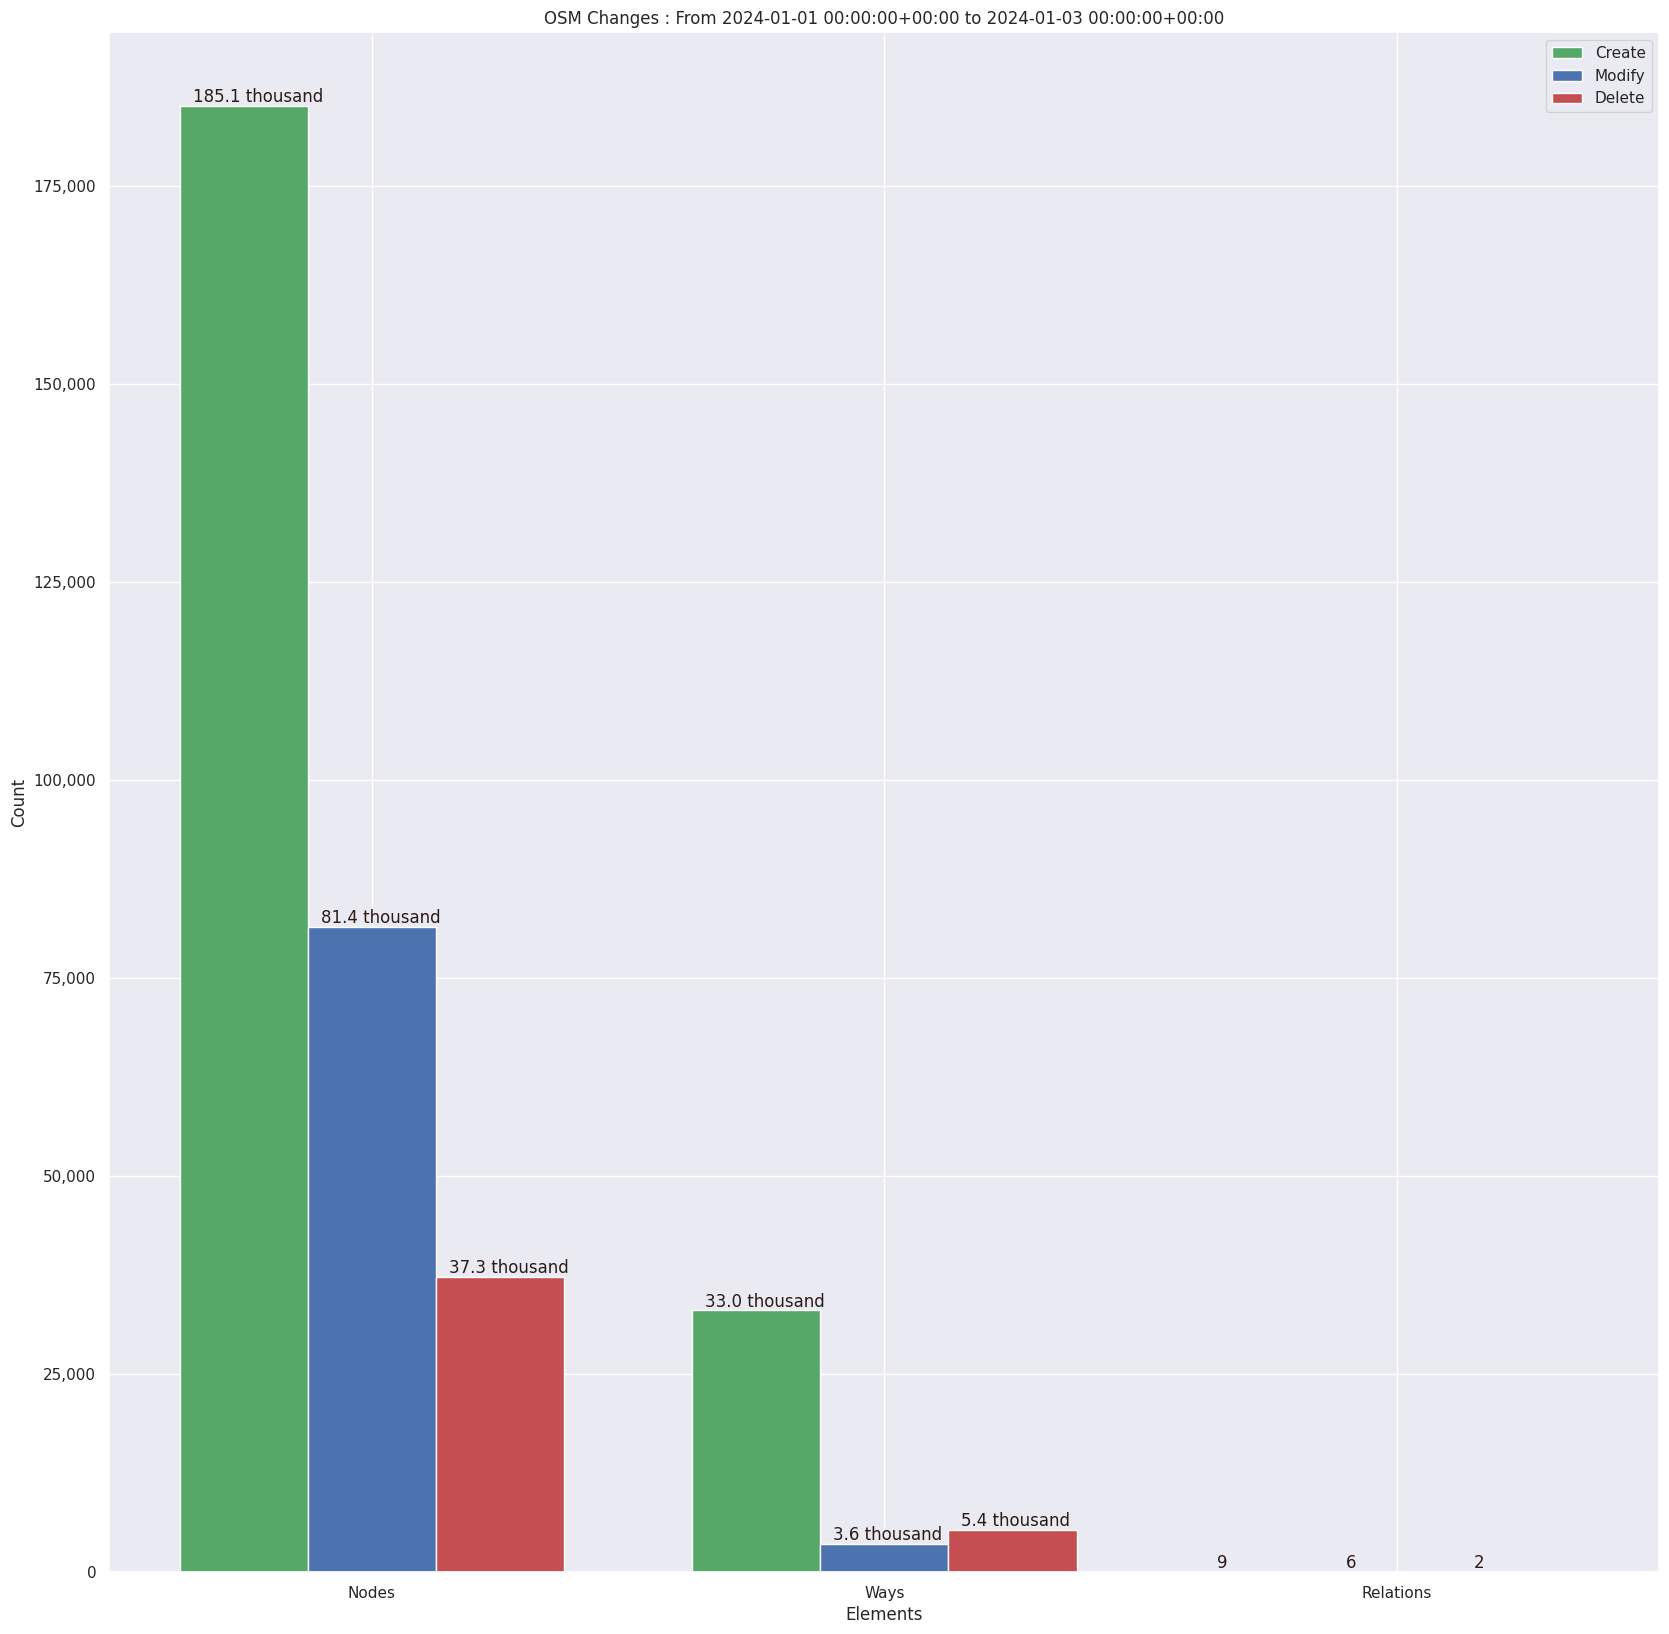 OSM Changes : From 2024-01-01 00:00:00+00:00 to 2024-01-03 00:00:00+00:00
Create
Modify
Delete
185.1 thousand
81.4 thousand
37.3 thousand
33.0 thousand
3.6 thousand
5.4 thousand
9
6
2
175,000
150,000
125,000
100,000
75,000
50,000
25,000
0
Count
Nodes
Ways
Relations
Elements